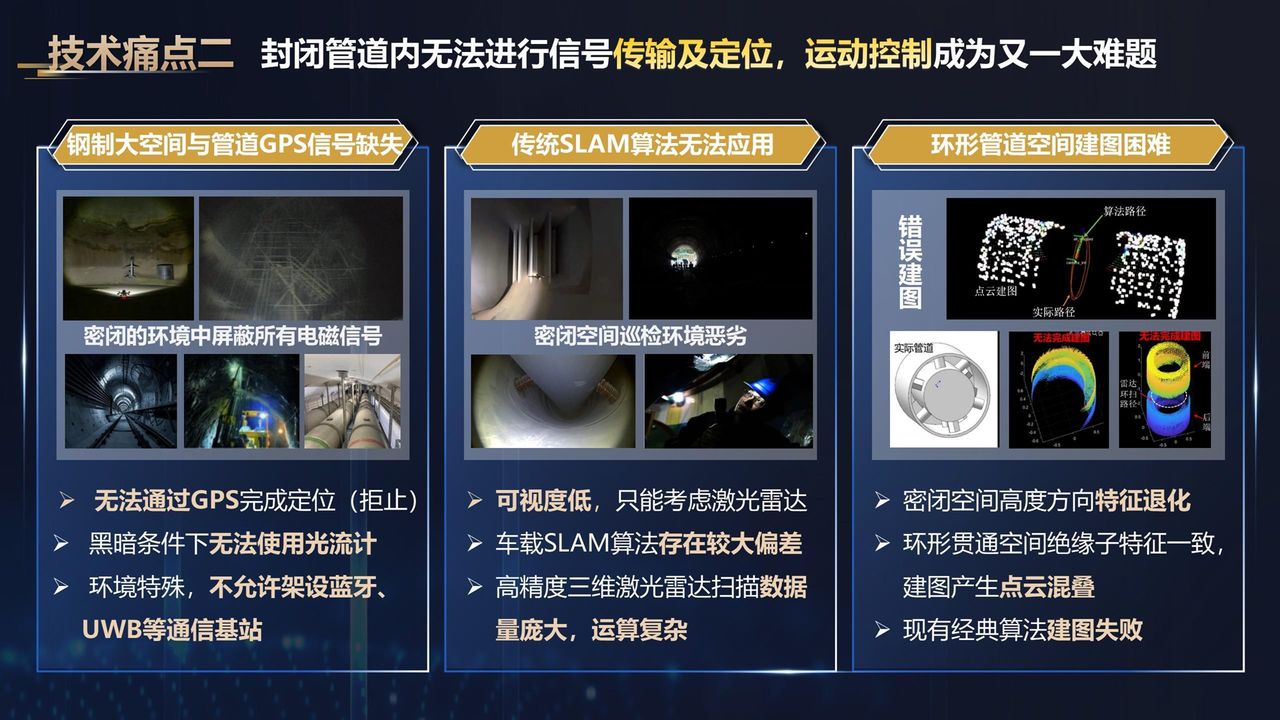 技术痛点二 封闭管道内无法进行信号传输及定位，运动控制成为又一大难题
钢制大空间与管道GPS信号缺失
密闭的环境中屏蔽所有电磁信号
无法通过GPS完成定位（拒止）
黑暗条件下无法使用光流计
环境特殊，不允许架设蓝牙、
UWB等通信基站
传统SLAM算法无法应用
密闭空间巡检环境恶劣
可视度低，只能考虑激光雷达
车载SLAM算法存在较大偏差
高精度三维激光雷达扫描数据
量庞大，运算复杂
环形管道空间建图困难
错误建图
算法路径
点云建图
实际路径
实际管道
无法完成建图
无法完成建图
前端
雷达环扫路径
后端
密闭空间高度方向特征退化
环形贯通空间绝缘子特征一致，
建图产生点云混叠
现有经典算法建图失败